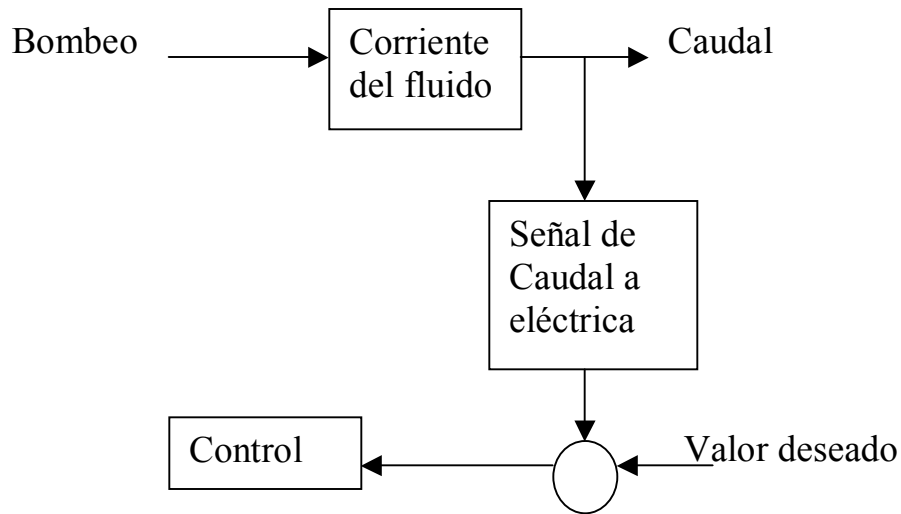 Bombeo
Corriente
del fluido
Caudal
Señal de
Caudal a
eléctrica
Control
Valor deseado